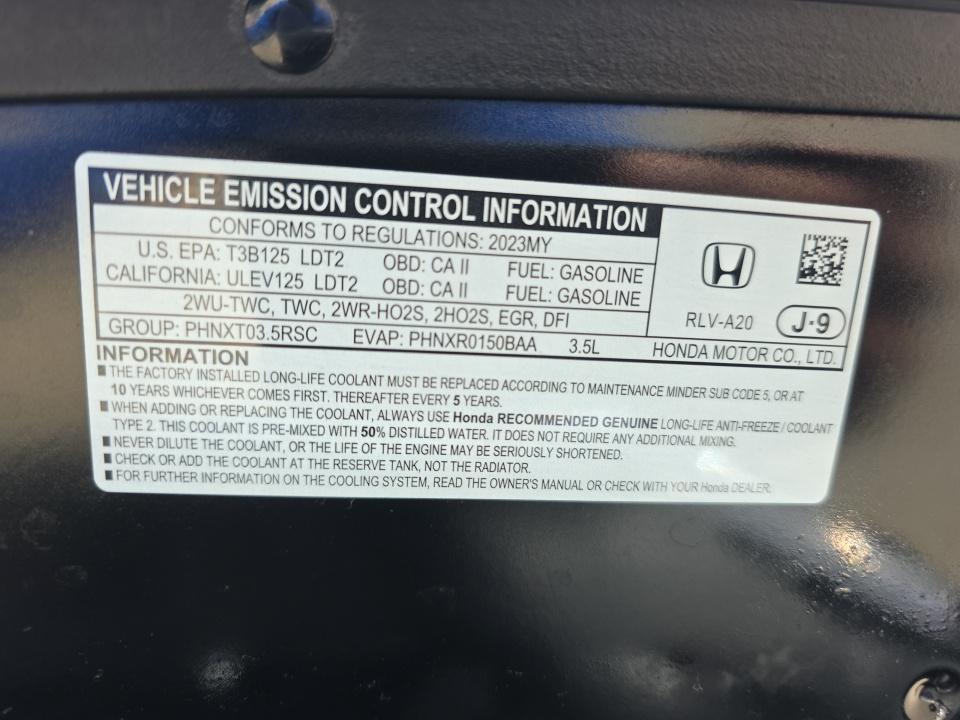 VEHICLE EMISSION CONTROL INFORMATION
CONFORMS TO REGULATIONS: 2023MY
U.S. EPA: T3B125 LDT2 OBD: CA II FUEL: GASOLINE
CALIFORNIA: ULEV125 LDT2 OBD: CA II FUEL: GASOLINE
2WU-TWC, TWC, 2WR-HO2S, 2HO2S, EGR, DFI
GROUP: PHNXT03.5RSC EVAP: PHNXR0150BAA 3.5L
RLV-A20 J-9
HONDA MOTOR CO., LTD.
INFORMATION
■ THE FACTORY INSTALLED LONG-LIFE COOLANT MUST BE REPLACED ACCORDING TO MAINTENANCE MINDER SUB CODE 5, OR AT
10 YEARS WHICHEVER COMES FIRST. THEREAFTER EVERY 5 YEARS.
■ WHEN ADDING OR REPLACING THE COOLANT, ALWAYS USE Honda RECOMMENDED GENUINE LONG-LIFE ANTI-FREEZE / COOLANT
TYPE 2. THIS COOLANT IS PRE-MIXED WITH 50% DISTILLED WATER. IT DOES NOT REQUIRE ANY ADDITIONAL MIXING.
■ NEVER DILUTE THE COOLANT, OR THE LIFE OF THE ENGINE MAY BE SERIOUSLY SHORTENED.
■ CHECK OR ADD THE COOLANT AT THE RESERVE TANK, NOT THE RADIATOR.
■ FOR FURTHER INFORMATION ON THE COOLING SYSTEM, READ THE OWNER'S MANUAL OR CHECK WITH YOUR Honda DEALER.